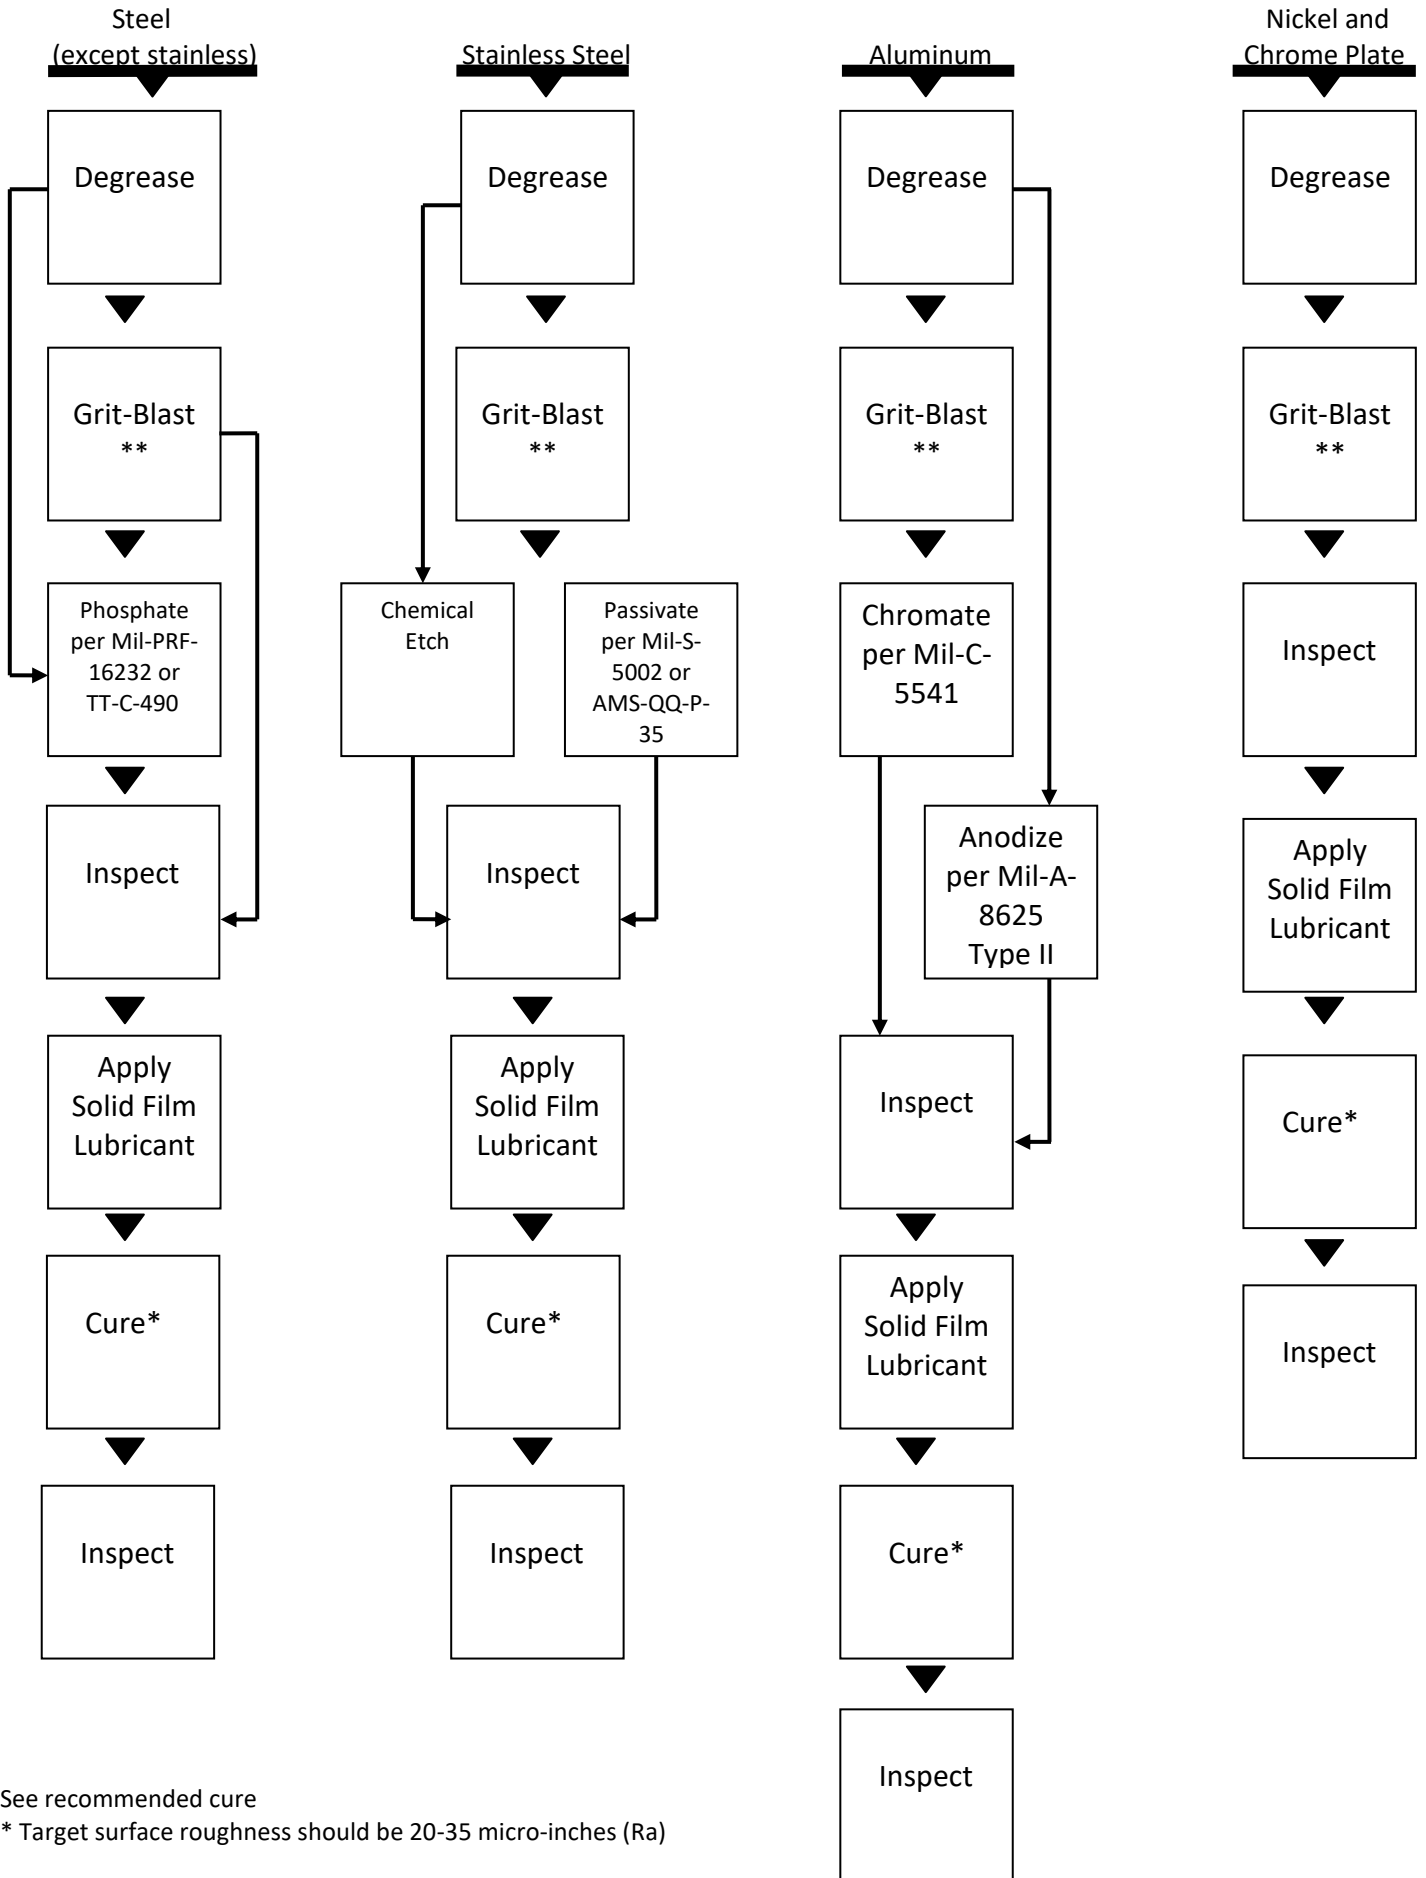 Steel
(except stainless)
Degrease
Grit-Blast
**
Phosphate
per Mil-PRF-
16232 or
TT-C-490
Inspect
Apply
Solid Film
Lubricant
Cure*
Inspect
Stainless Steel
Degrease
Grit-Blast
**
Chemical
Etch
Passivate
per Mil-S-
5002 or
AMS-QQ-P-
35
Inspect
Apply
Solid Film
Lubricant
Cure*
Inspect
Aluminum
Degrease
Grit-Blast
**
Chromate
per Mil-C-
5541
Anodize
per Mil-A-
8625
Type II
Inspect
Apply
Solid Film
Lubricant
Cure*
Inspect
Nickel and
Chrome Plate
Degrease
Grit-Blast
**
Inspect
Apply
Solid Film
Lubricant
Cure*
Inspect
See recommended cure
* Target surface roughness should be 20-35 micro-inches (Ra)